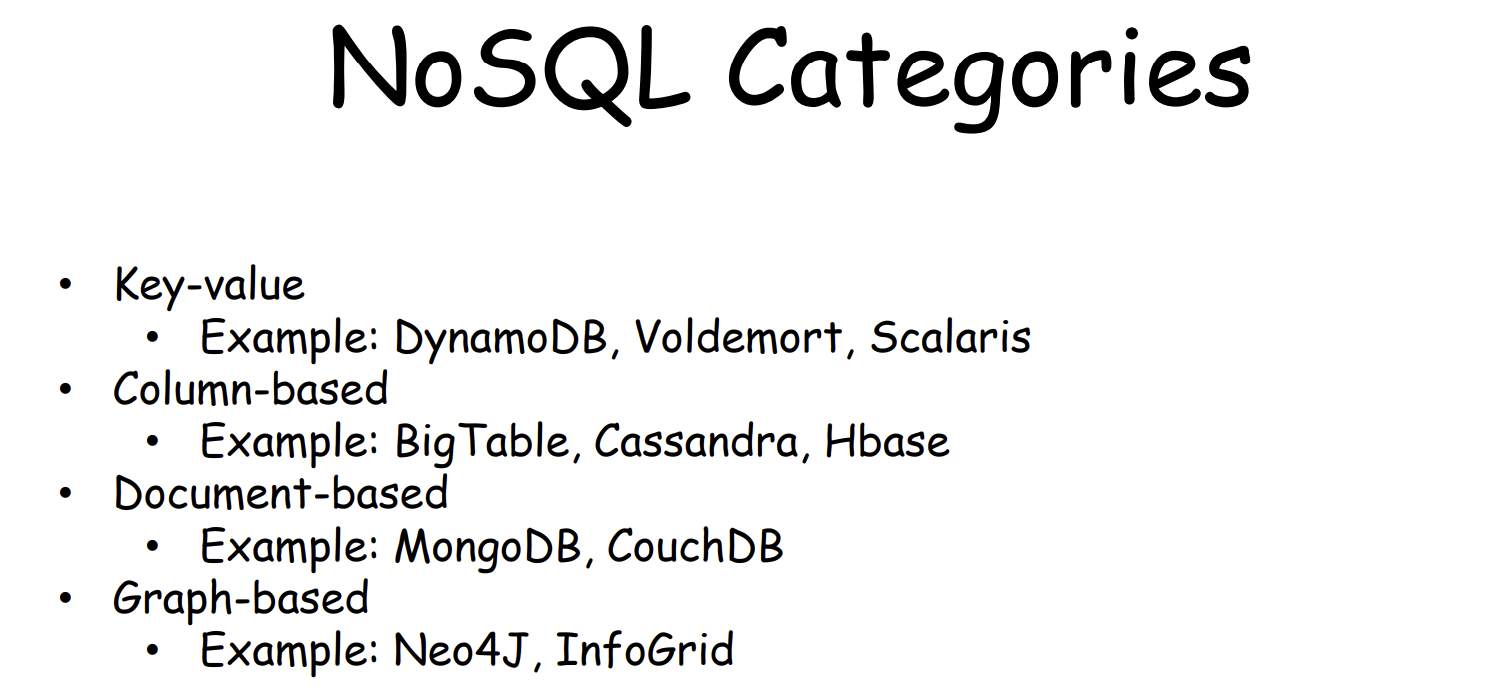 NoSQL Categories
• Key-value
• Example: DynamoDB, Voldemort, Scalaris
• Column-based
• Example: BigTable, Cassandra, Hbase
• Document-based
• Example: MongoDB, CouchDB
• Graph-based
• Example: Neo4J, InfoGrid